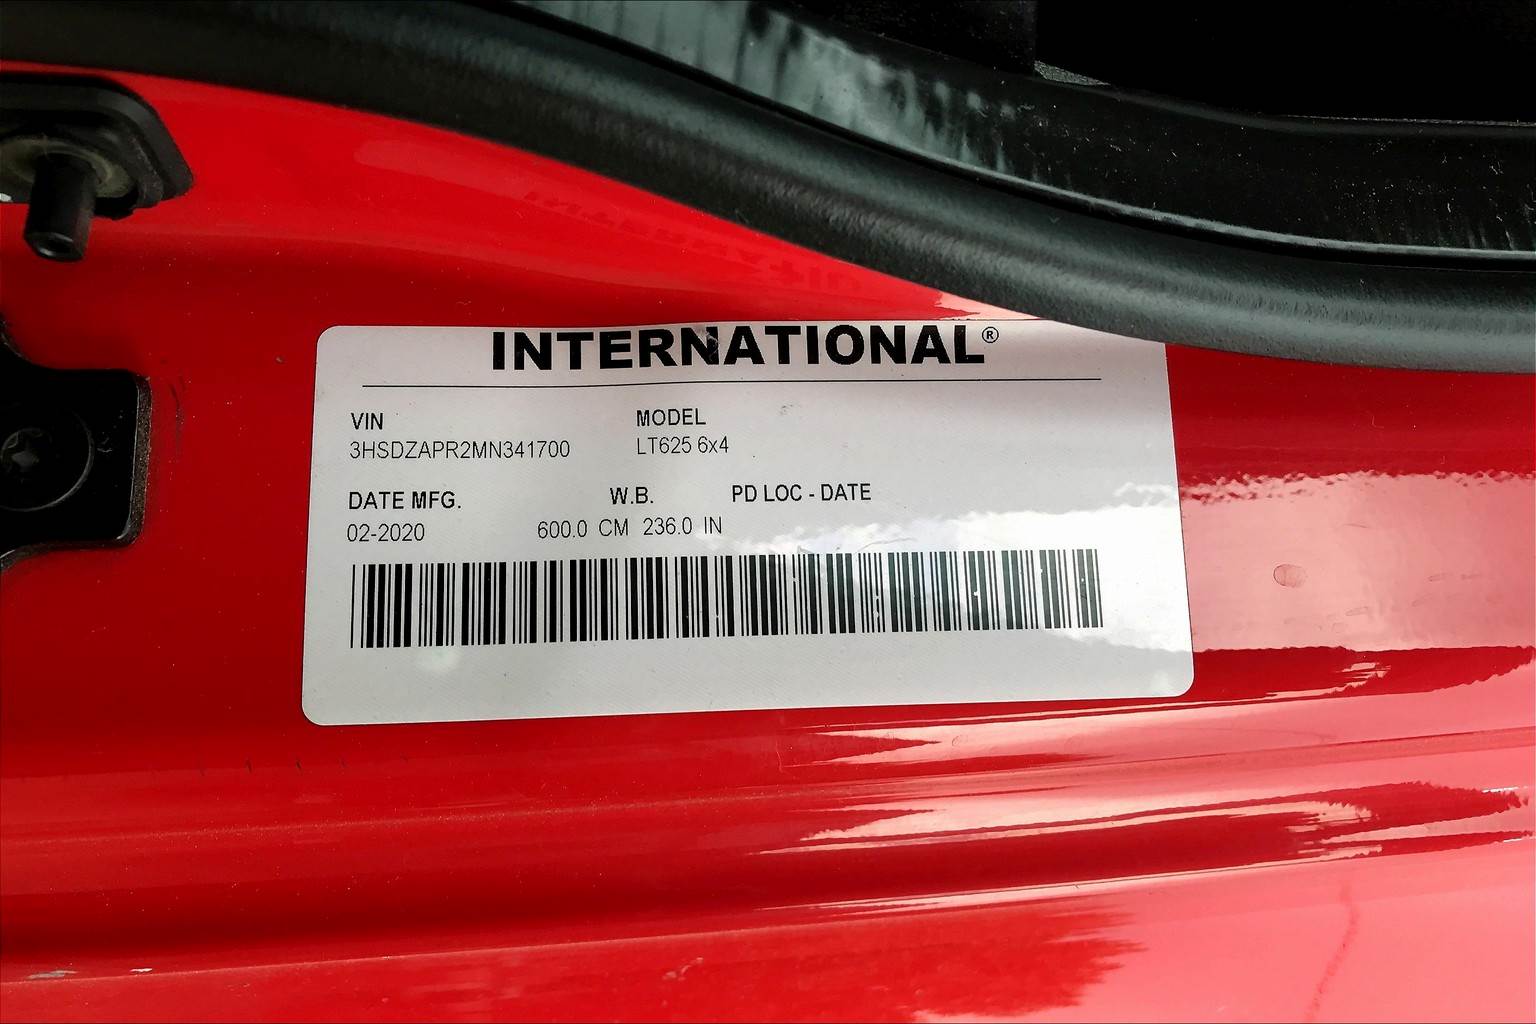 INTERNATIONAL®
VIN MODEL
3HSDZAPR2MN341700 LT625 6x4
DATE MFG. W.B. PD LOC - DATE
02-2020 600.0 CM 236.0 IN